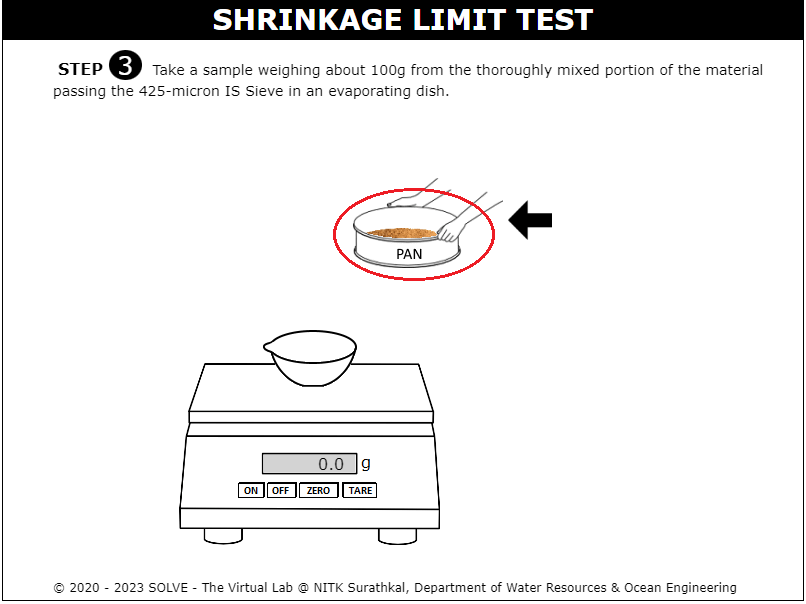 SHRINKAGE LIMIT TEST
STEP 3 Take a sample weighing about 100g from the thoroughly mixed portion of the material
passing the 425-micron IS Sieve in an evaporating dish.
PAN
0.0 g
ON OFF ZERO TARE
© 2020 - 2023 SOLVE - The Virtual Lab @ NITK Surathkal, Department of Water Resources & Ocean Engineering